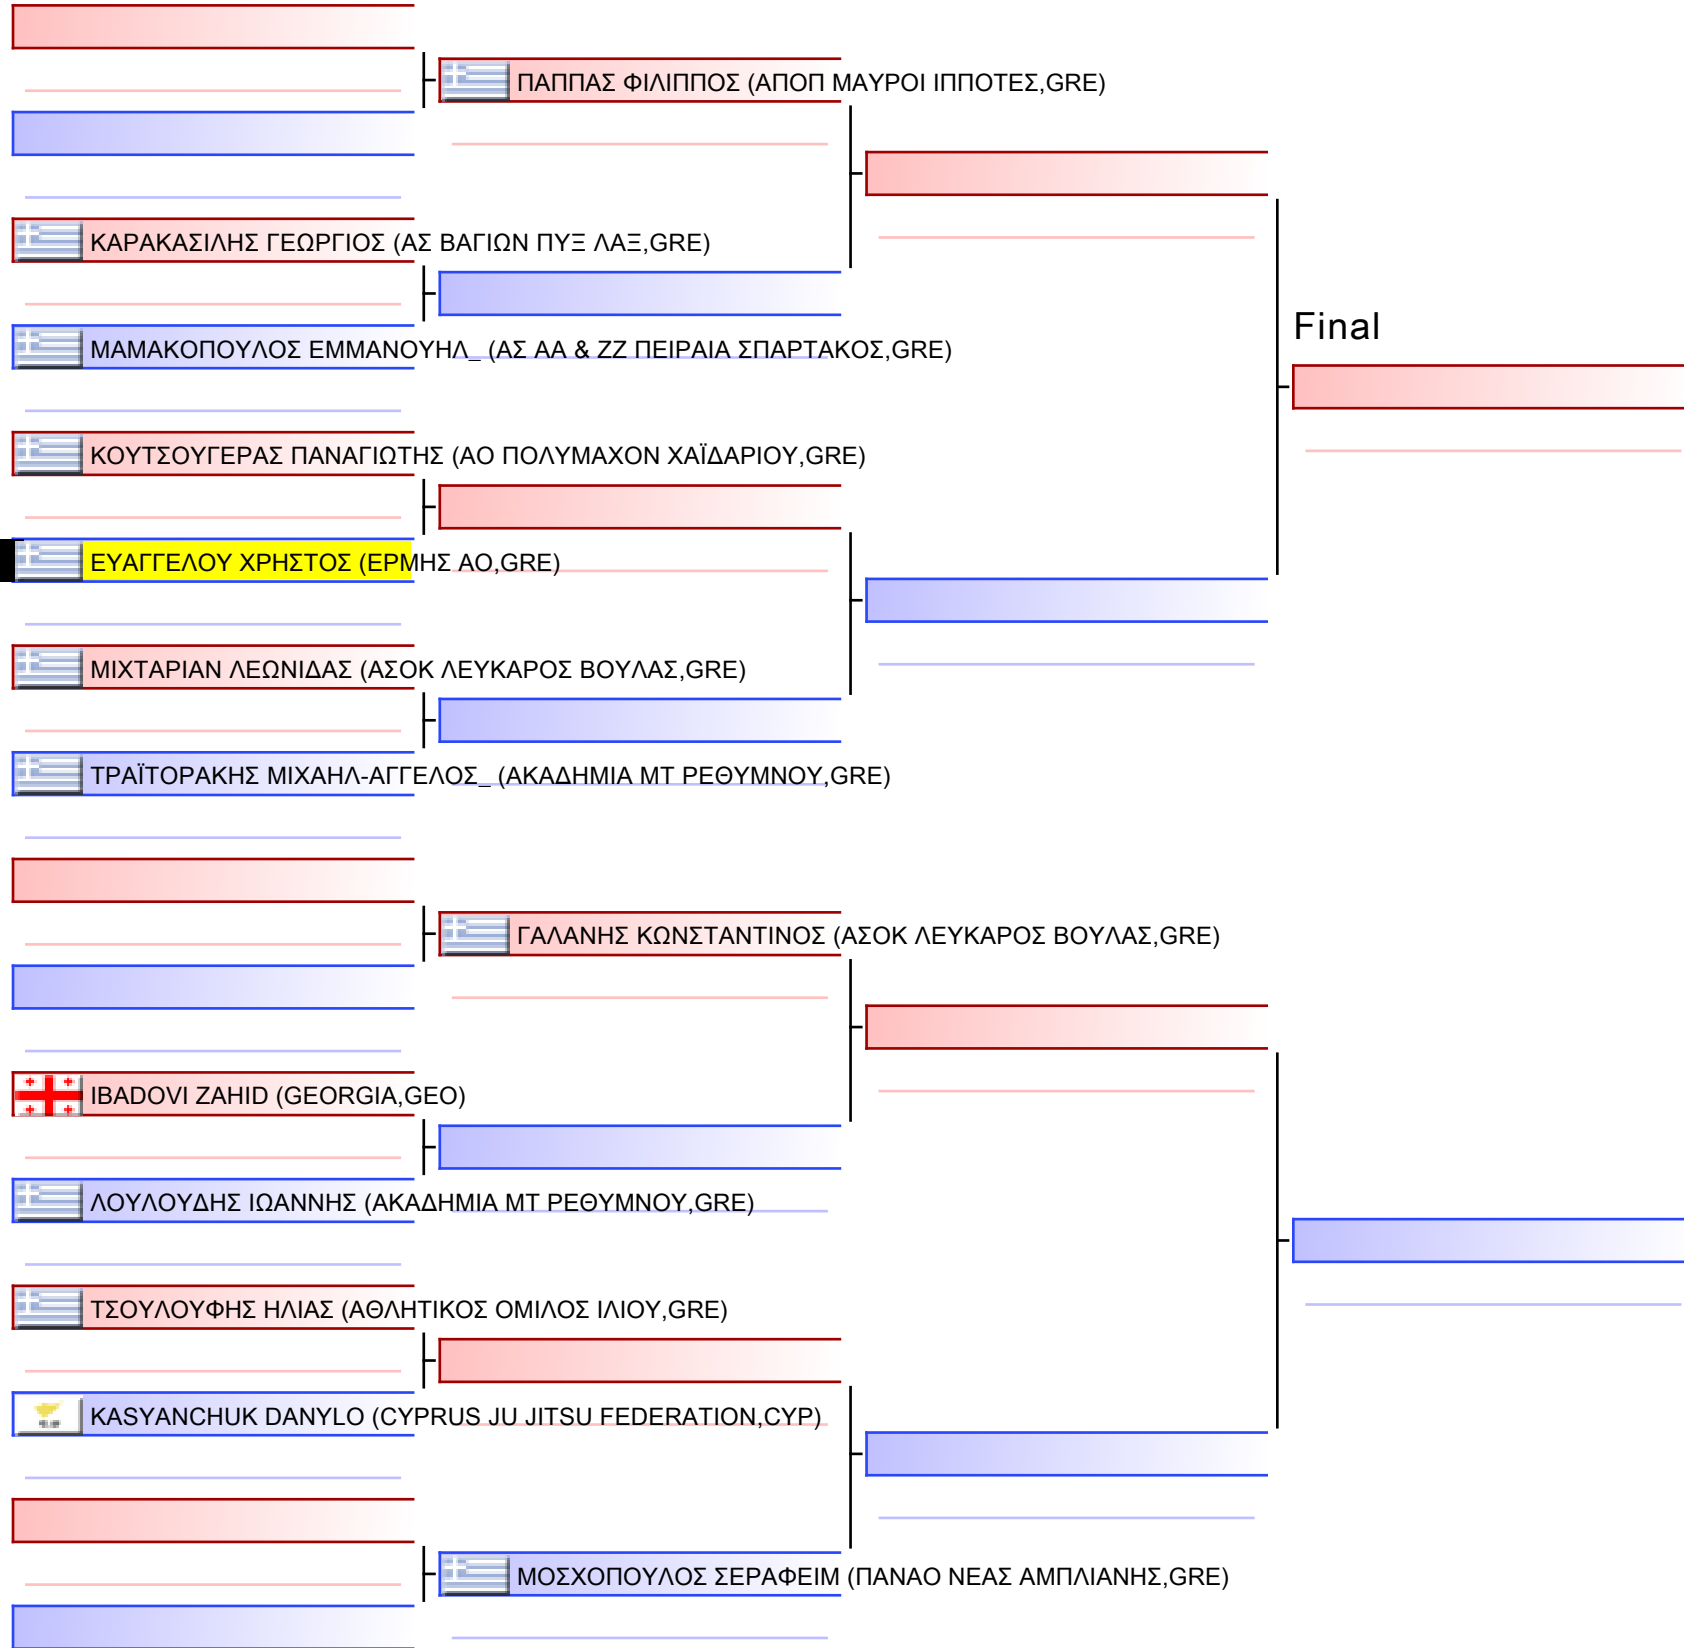 ΠΑΠΠΑΣ ΦΙΛΙΠΠΟΣ (ΑΠΟΠ ΜΑΥΡΟΙ ΙΠΠΟΤΕΣ,GRE)
ΚΑΡΑΚΑΣΙΛΗΣ ΓΕΩΡΓΙΟΣ (ΑΣ ΒΑΓΙΩΝ ΠΥΞ ΛΑΞ,GRE)
Final
ΜΑΜΑΚΟΠΟΥΛΟΣ ΕΜΜΑΝΟΥΗΛ_ (ΑΣ ΑΑ & ΖΖ ΠΕΙΡΑΙΑ ΣΠΑΡΤΑΚΟΣ,GRE)
ΚΟΥΤΣΟΥΓΕΡΑΣ ΠΑΝΑΓΙΩΤΗΣ (ΑΟ ΠΟΛΥΜΑΧΟΝ ΧΑΪΔΑΡΙΟΥ,GRE)
ΕΥΑΓΓΕΛΟΥ ΧΡΗΣΤΟΣ (ΕΡΜΗΣ ΑΟ,GRE)
ΜΙΧΤΑΡΙΑΝ ΛΕΩΝΙΔΑΣ (ΑΣΟΚ ΛΕΥΚΑΡΟΣ ΒΟΥΛΑΣ,GRE)
ΤΡΑΪΤΟΡΑΚΗΣ ΜΙΧΑΗΛ-ΑΓΓΕΛΟΣ_ (ΑΚΑΔΗΜΙΑ ΜΤ ΡΕΘΥΜΝΟΥ,GRE)
ΓΑΛΑΝΗΣ ΚΩΝΣΤΑΝΤΙΝΟΣ (ΑΣΟΚ ΛΕΥΚΑΡΟΣ ΒΟΥΛΑΣ,GRE)
IBADOVI ZAHID (GEORGIA,GEO)
ΛΟΥΛΟΥΔΗΣ ΙΩΑΝΝΗΣ (ΑΚΑΔΗΜΙΑ ΜΤ ΡΕΘΥΜΝΟΥ,GRE)
ΤΣΟΥΛΟΥΦΗΣ ΗΛΙΑΣ (ΑΘΛΗΤΙΚΟΣ ΟΜΙΛΟΣ ΙΛΙΟΥ,GRE)
KASYANCHUK DANYLO (CYPRUS JU JITSU FEDERATION,CYP)
ΜΟΣΧΟΠΟΥΛΟΣ ΣΕΡΑΦΕΙΜ (ΠΑΝΑΟ ΝΕΑΣ ΑΜΠΛΙΑΝΗΣ,GRE)